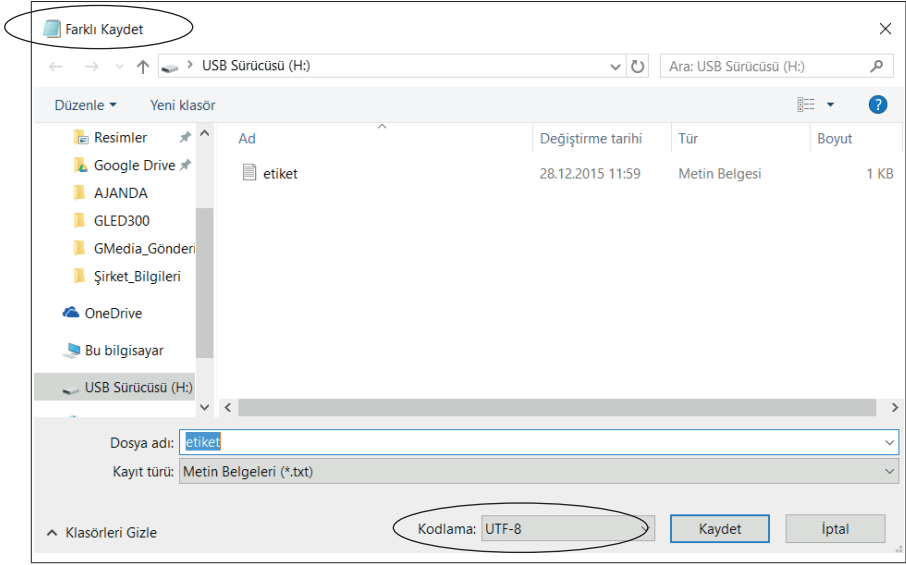 Farklı Kaydet
USB Sürücüsü (H:)
Ara: USB Sürücüsü (H:)
Düzenle
Yeni klasör
Resimler
Google Drive
AJANDA
GLED300
GMedia_Gönderi
Şirket_Bilgileri
OneDrive
Bu bilgisayar
USB Sürücüsü (H:)
Ad Değiştirme tarihi Tür Boyut
etiket 28.12.2015 11:59 Metin Belgesi 1 KB
Dosya adı: etiket
Kayıt türü: Metin Belgeleri (*.txt)
Klasörleri Gizle
Kodlama: UTF-8
Kaydet
İptal